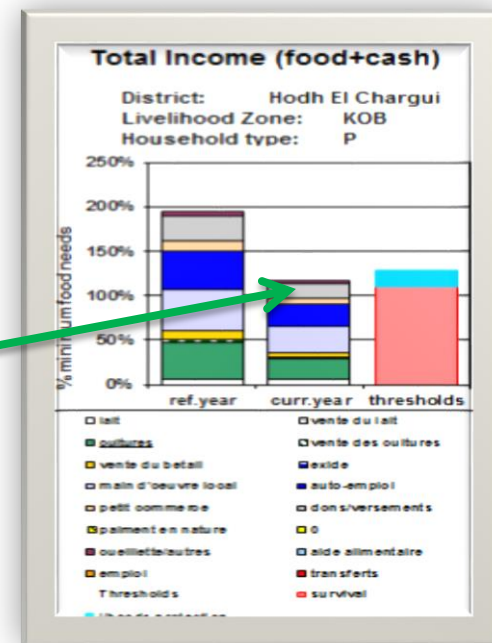 Total Income (food+cash)
District: Hodh El Chargui
Livelihood Zone: KOB
Household type: P
250%
200%
150%
100%
50%
0%
% minimum food needs
ref.year curr.year thresholds
lait vente du lait
cultures vente des cultures
vente du betail exide
main d'oeuvre local auto-emploi
petit commerce dons/versements
paiment en nature 0
oueillette/autres aide alimentaire
emploi transferts
Thresholds survival